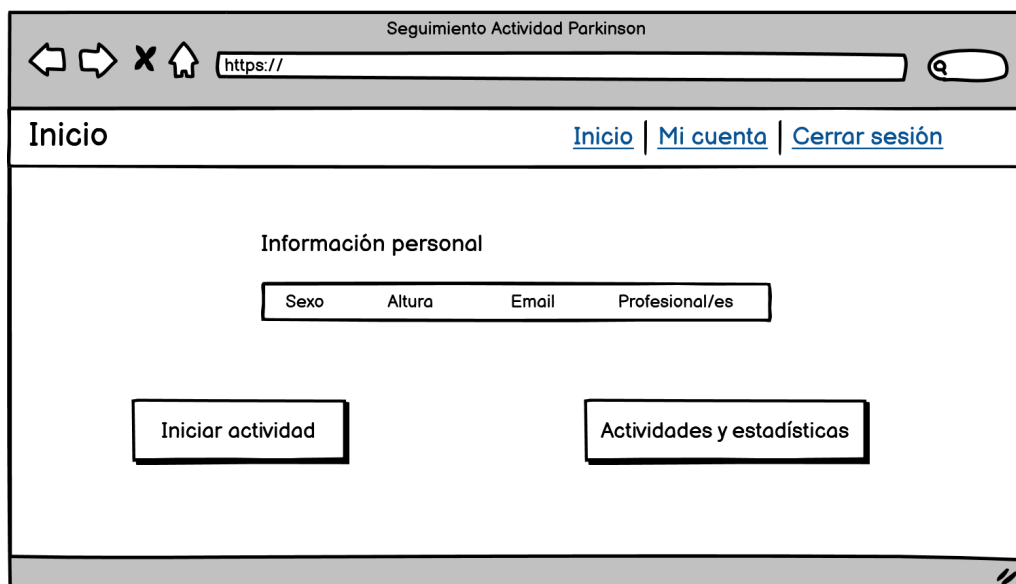 Seguimiento Actividad Parkinson
https://
Inicio
Inicio | Mi cuenta | Cerrar sesión
Información personal
Sexo Altura Email Profesional/es
Iniciar actividad
Actividades y estadísticas